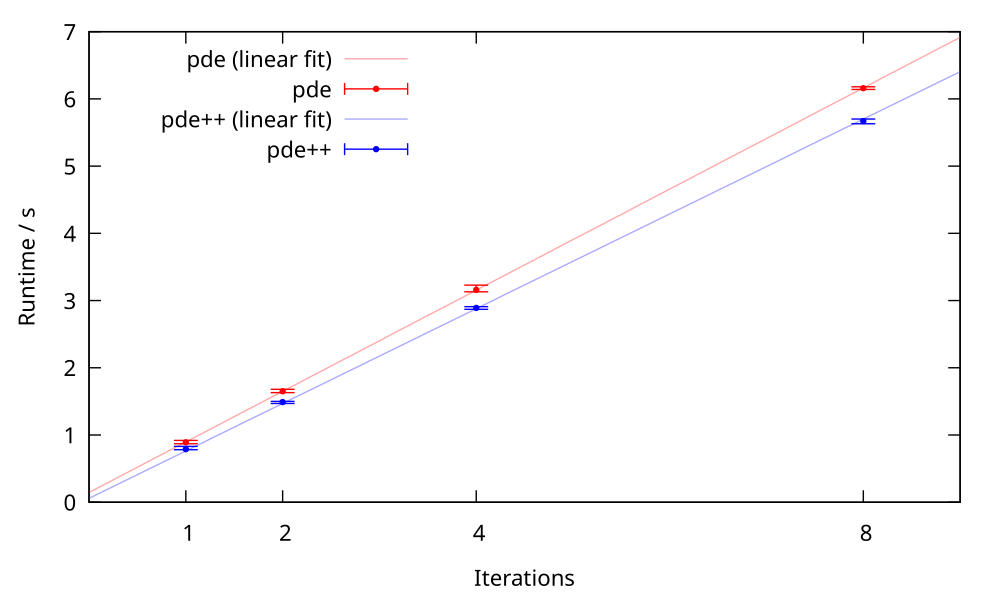 7
6
5
4
3
2
1
0
Runtime / s
pde (linear fit)
pde
pde++ (linear fit)
pde++
1 2 4 8
Iterations